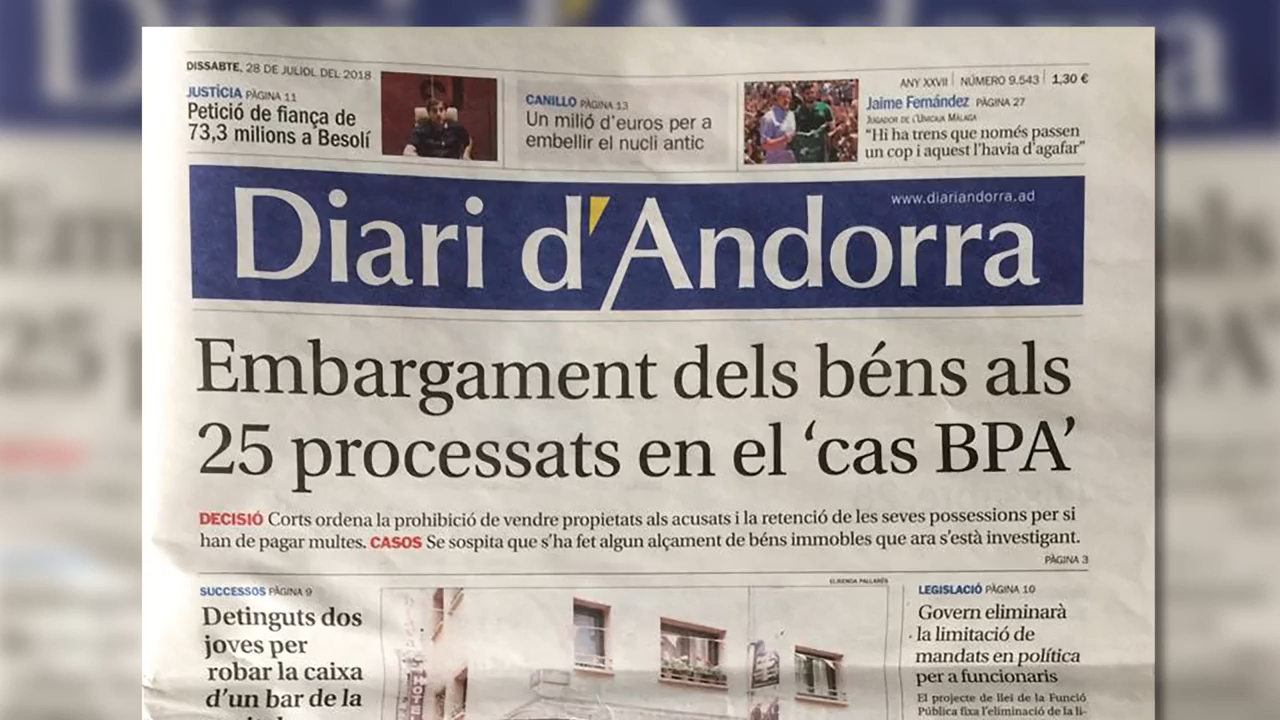 DISSABTE, 28 DE JULIOL DEL 2018
JUSTÍCIA PÀGINA 11
Petició de fiança de
73,3 milions a Besolí
CANILLO PÀGINA 13
Un milió d'euros per a
embellir el nucli antic
ANY XXVII | NÚMERO 9.543 | 1,30 €
Jaime Fernández PÀGINA 27
JUGADOR DE L'UNICAJA MÀLAGA
“Hi ha trens que només passen
un cop i aquest l'havia d'agafar”
www.diariandorra.ad
Diari d'Andorra
Embargament dels béns als
25 processats en el ‘cas BPA’
DECISIÓ Corts ordena la prohibició de vendre propietats als acusats i la retenció de les seves possessions per si
han de pagar multes. CASOS Se sospita que s'ha fet algun alçament de béns immobles que ara s'està investigant.
PÀGINA 3
SUCCESSOS PÀGINA 9
Detinguts dos
joves per
robar la caixa
d'un bar de la
ELISENDA PALLARÉS
HOTE
LEGISLACIÓ PÀGINA 10
Govern eliminarà
la limitació de
mandats en política
per a funcionaris
El projecte de llei de la Funció
Pública fixa l'eliminació de la li-